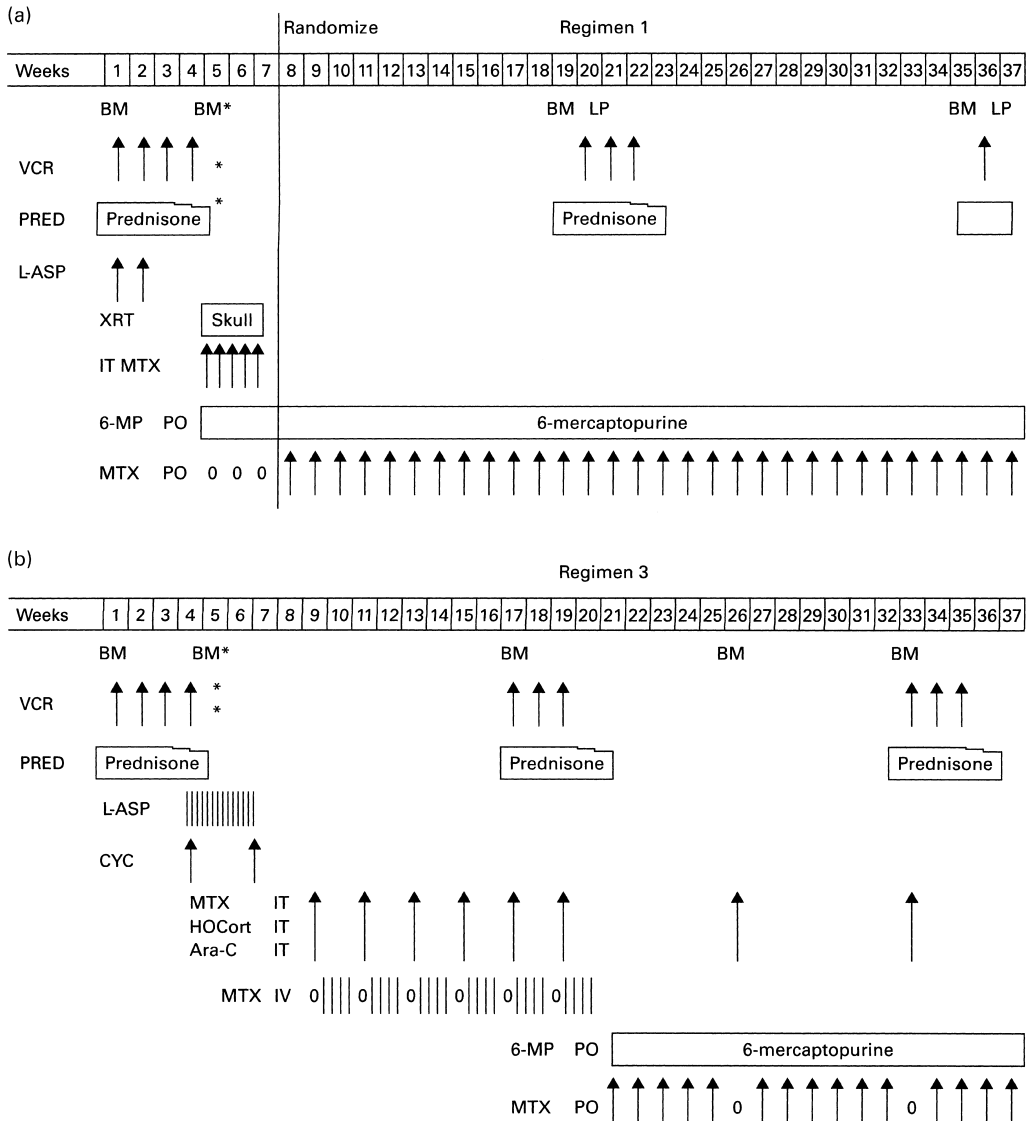 (a)
Randomize Regimen 1
Weeks 1 2 3 4 5 6 7 8 9 10 11 12 13 14 15 16 17 18 19 20 21 22 23 24 25 26 27 28 29 30 31 32 33 34 35 36 37
BM BM* BM LP BM LP
VCR *
*
PRED Prednisone Prednisone
L-ASP
XRT Skull
IT MTX
6-MP PO 6-mercaptopurine
MTX PO 0 0 0
(b)
Regimen 3
Weeks 1 2 3 4 5 6 7 8 9 10 11 12 13 14 15 16 17 18 19 20 21 22 23 24 25 26 27 28 29 30 31 32 33 34 35 36 37
BM BM* BM BM BM
*
VCR *
PRED Prednisone Prednisone Prednisone
L-ASP
CYC
MTX IT
HOCort IT
Ara-C IT
MTX IV 0 0 0 0 0 0
6-MP PO 6-mercaptopurine
MTX PO 0 0